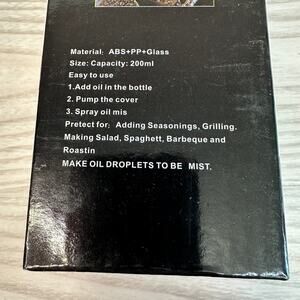 Material: ABS+PP+Glass
Size: Capacity: 200ml
Easy to use
1.Add oil in the bottle
2. Pump the cover
3. Spray oil mis
Pretect for: Adding Seasonings, Grilling.
Making Salad, Spaghett, Barbeque and
Roastin
MAKE OIL DROPLETS TO BE MIST.